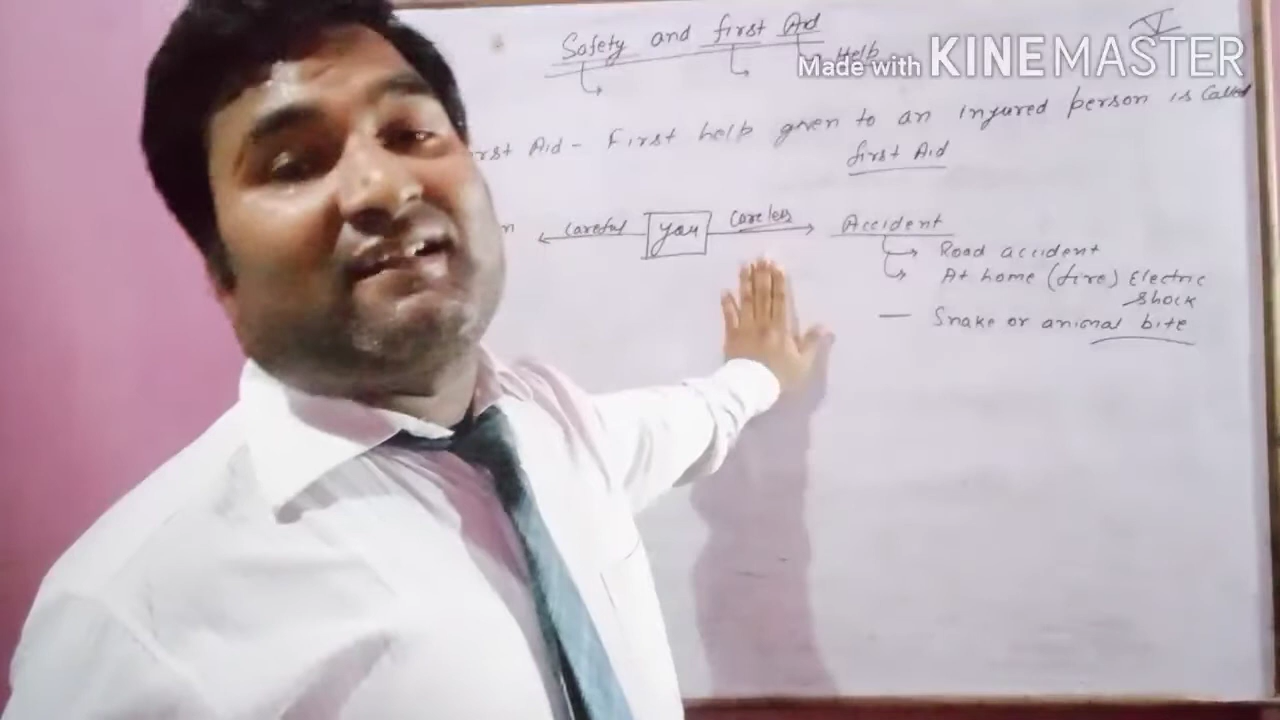 Safety and first Aid
V
Help
Made with KINEMASTER
rst Aid - First help given to an injured person is called
first Aid
n careful you careless Accident
Road accident
At home (fire) Electric
shock
— Snake or animal bite